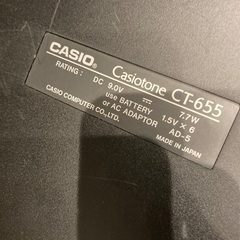 CASIO Casiotone CT-655
RATING : DC 9.0V ⎓ 7.7W
use BATTERY 1.5V × 6
or AC ADAPTOR AD-5
CASIO COMPUTER CO.,LTD. MADE IN JAPAN